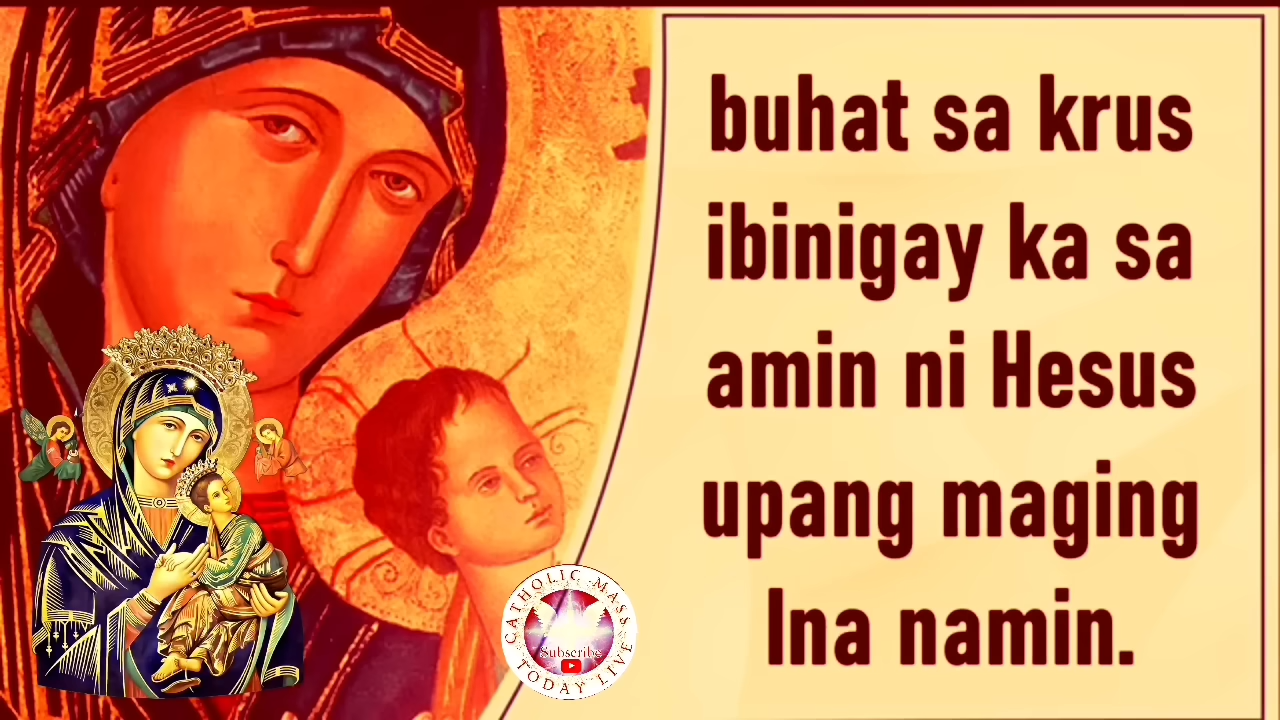 buhat sa krus
ibinigay ka sa
amin ni Hesus
upang maging
Ina namin.
CATHOLIC MASS
Subscribe
TODAY LIVE